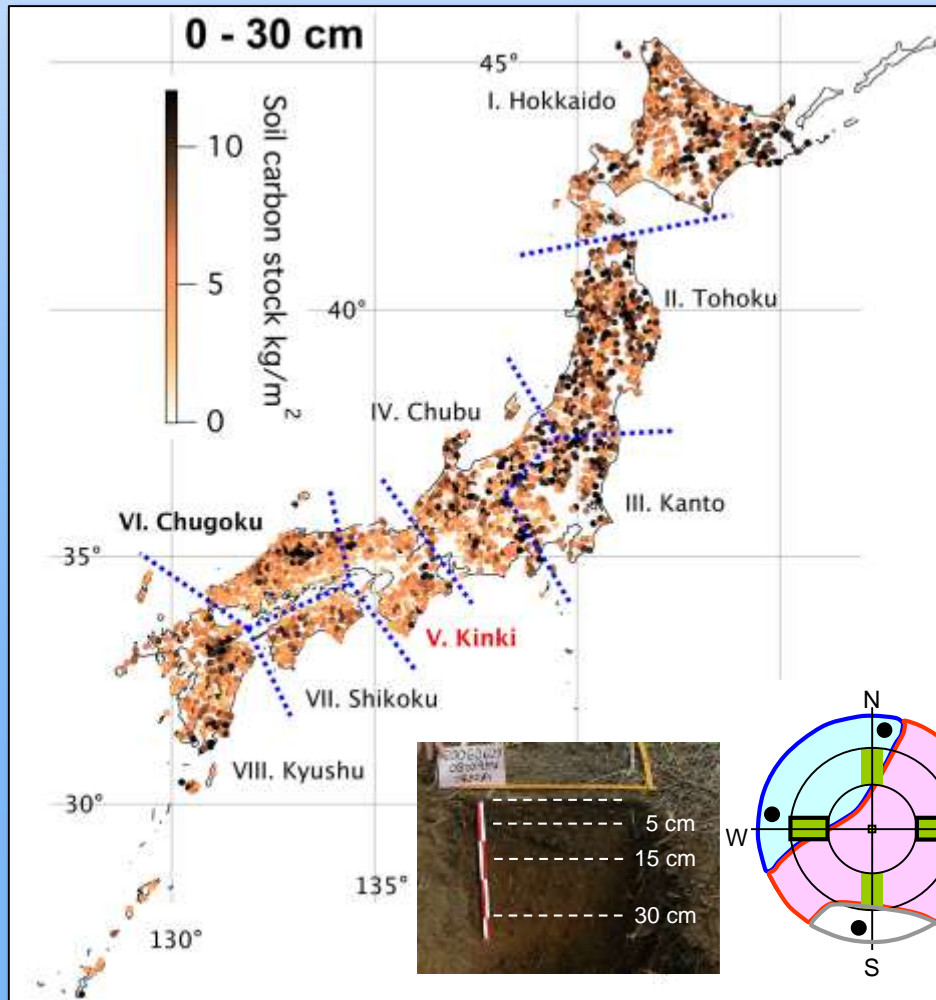 0 - 30 cm
45°
I. Hokkaido
Soil carbon stock kg/m2
10
5
0
40°
II. Tohoku
IV. Chubu
III. Kanto
VI. Chugoku
35°
V. Kinki
VII. Shikoku
VIII. Kyushu
30°
135°
130°
5 cm
15 cm
30 cm
N
W
S